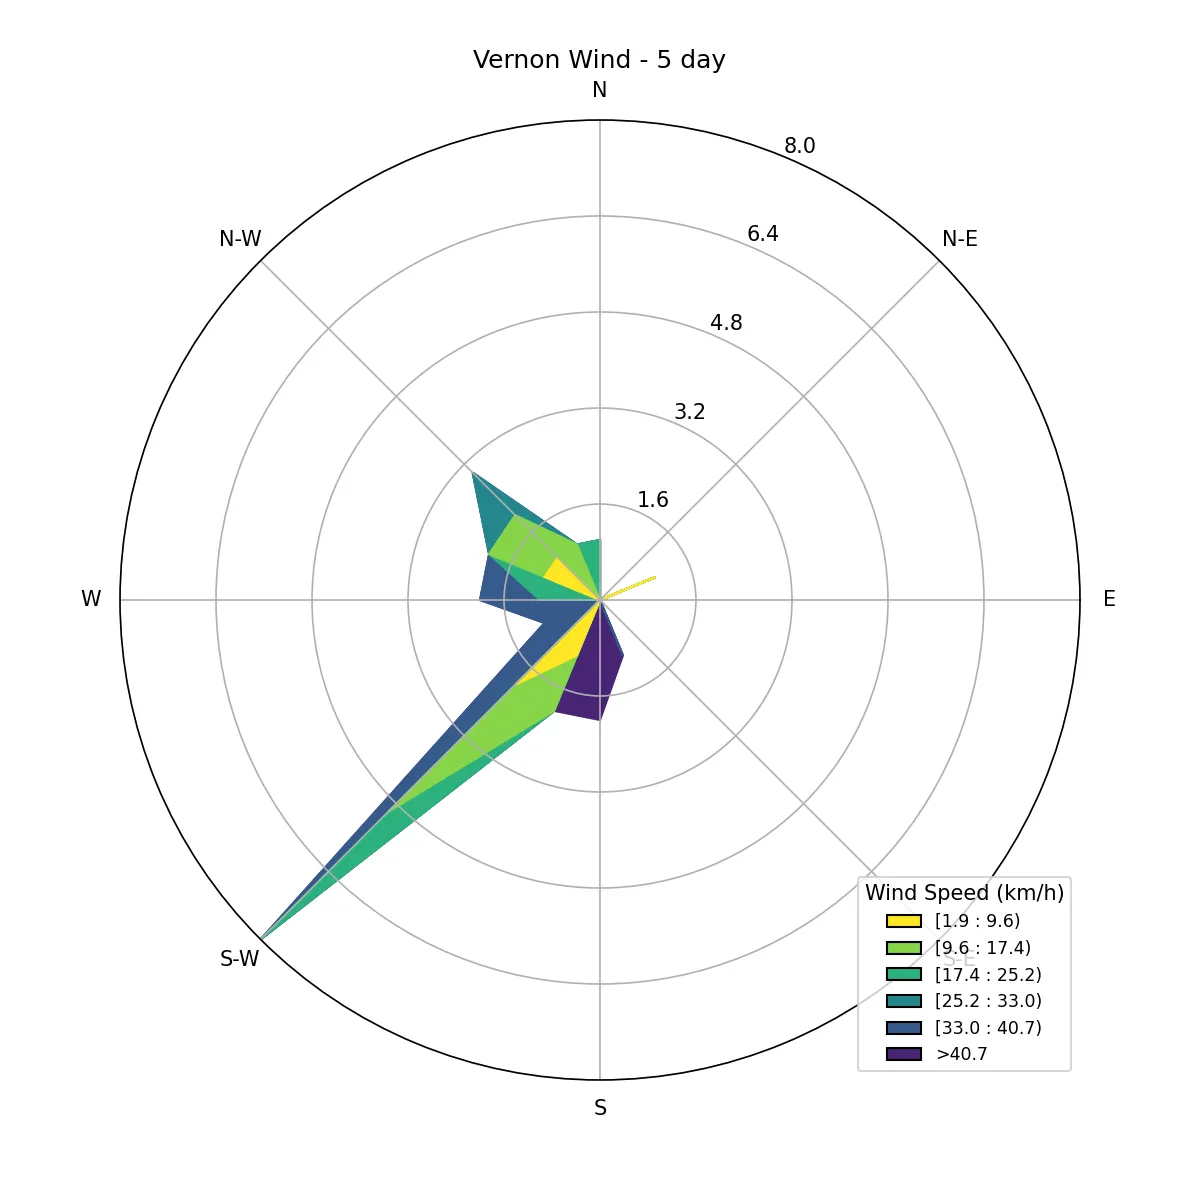 Vernon Wind - 5 day
N
8.0
N-W
6.4
N-E
4.8
3.2
1.6
W
E
S-W
S-E
S
Wind Speed (km/h)
[1.9 : 9.6)
[9.6 : 17.4)
[17.4 : 25.2)
[25.2 : 33.0)
[33.0 : 40.7)
>40.7